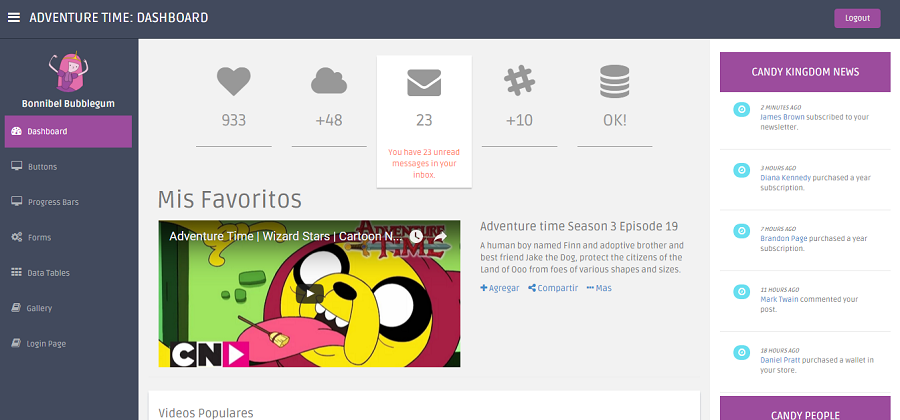 ADVENTURE TIME: DASHBOARD
Logout
Bonnibel Bubblegum
Dashboard
Buttons
Progress Bars
Forms
Data Tables
Gallery
Login Page
933
+48
23
+10
OK!
You have 23 unread
messages in your
inbox.
Mis Favoritos
Adventure Time | Wizard Stars | Cartoon N...
ADVENTURE
TIME
CN
Adventure time Season 3 Episode 19
A human boy named Finn and adoptive brother and
best friend Jake the Dog, protect the citizens of the
Land of Ooo from foes of various shapes and sizes.
Agregar Compartir Mas
Videos Populares
CANDY KINGDOM NEWS
2 MINUTES AGO
James Brown subscribed to your
newsletter.
3 HOURS AGO
Diana Kennedy purchased a year
subscription.
7 HOURS AGO
Brandon Page purchased a year
subscription.
11 HOURS AGO
Mark Twain commented your
post.
18 HOURS AGO
Daniel Pratt purchased a wallet in
your store.
CANDY PEOPLE